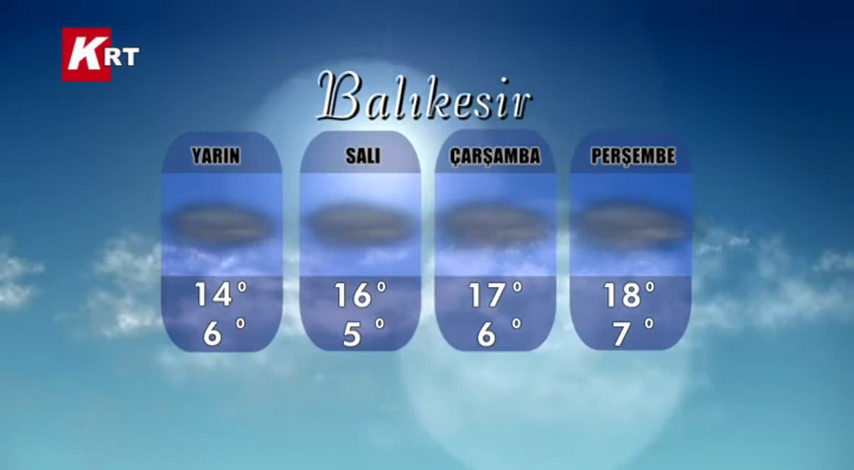 KRT
Balıkesir
YARIN SALI ÇARŞAMBA PERŞEMBE
14° 16° 17° 18°
6° 5° 6° 7°